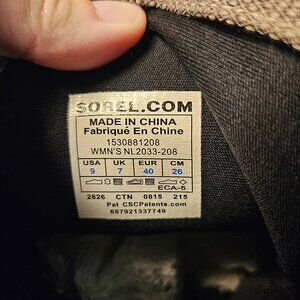 SOREL.COM
MADE IN CHINA
Fabriqué En Chine
1530881208
WMN'S NL2033-208
USA UK EUR CM
9 7 40 26
ECA-5
2826 CTN 0815 215
Pat CSCPatents.com
887921337749